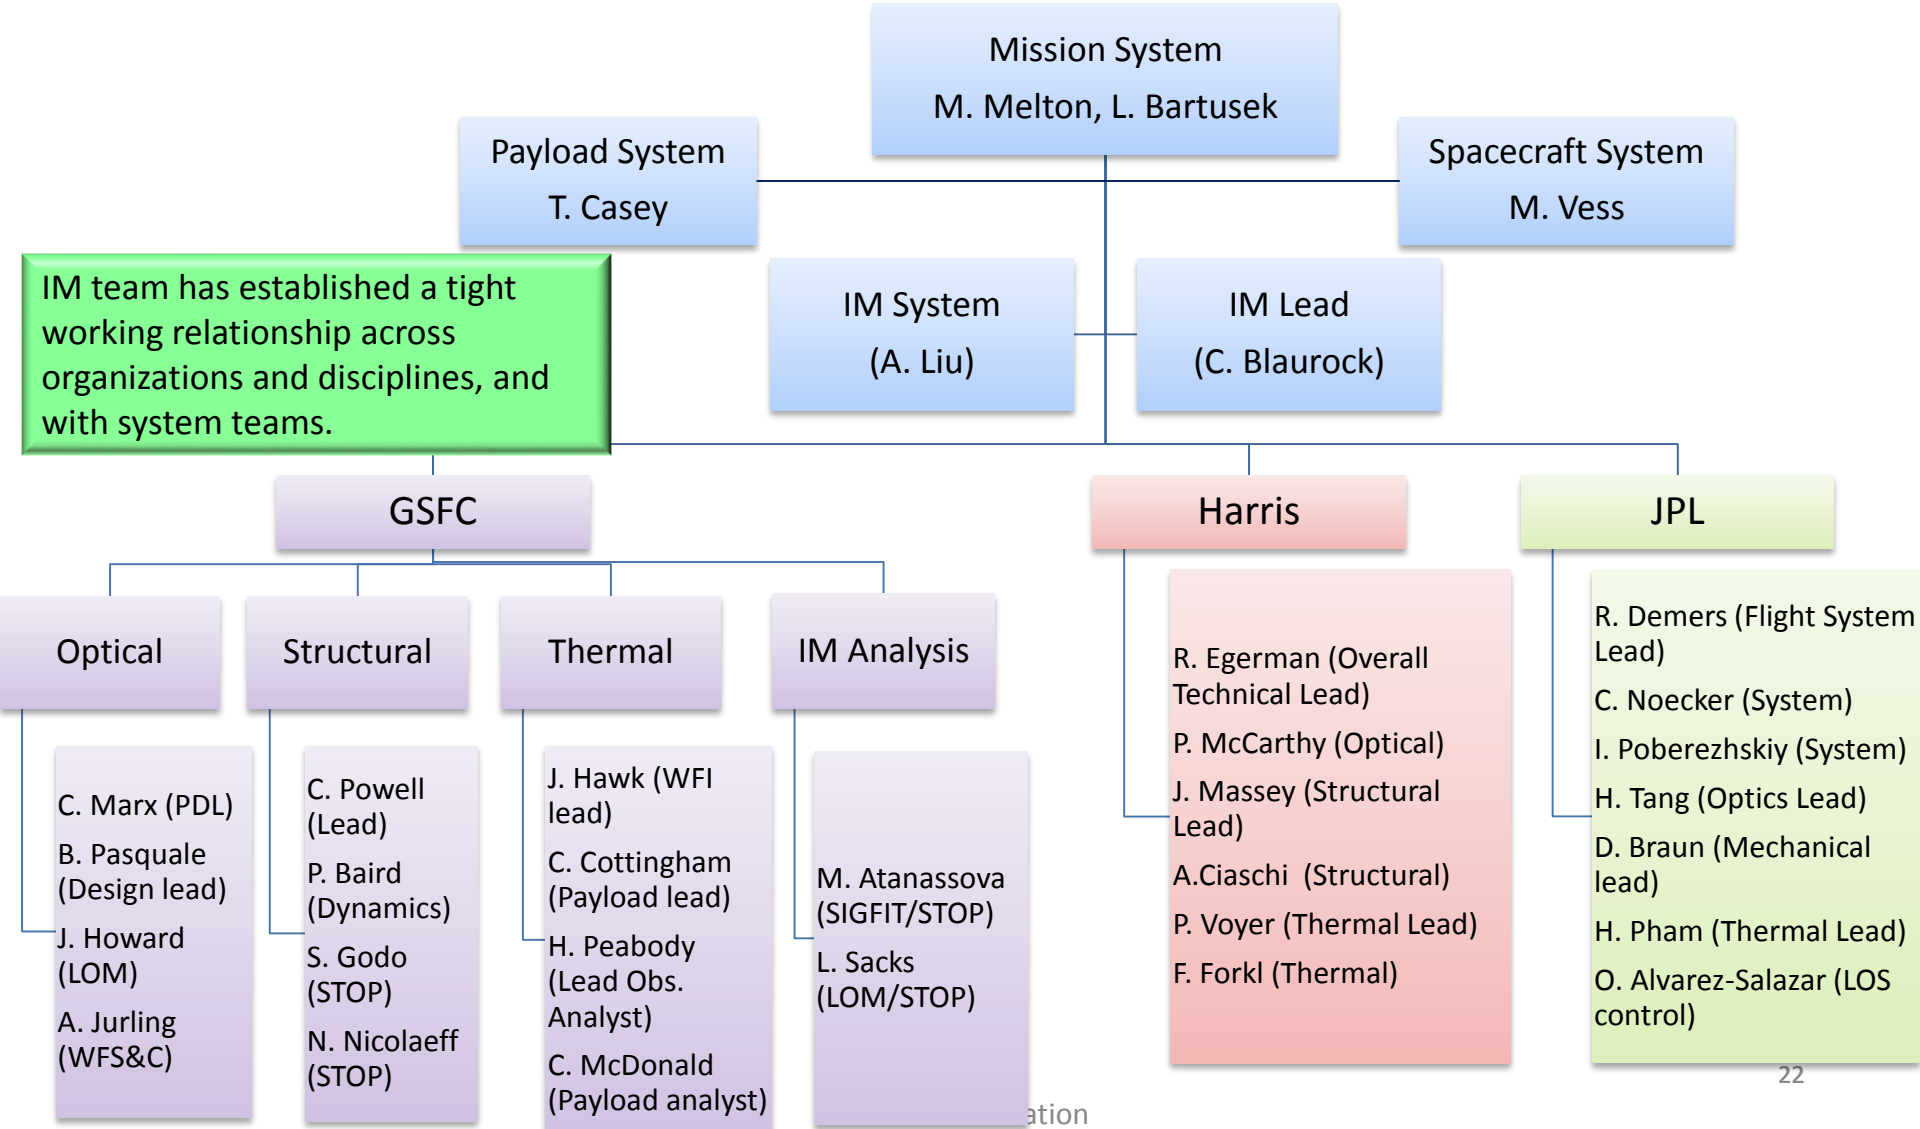 Mission System
M. Melton, L. Bartusek
Payload System
T. Casey
Spacecraft System
M. Vess
IM team has established a tight
working relationship across
organizations and disciplines, and
with system teams.
IM System
(A. Liu)
IM Lead
(C. Blaurock)
GSFC
Harris
JPL
Optical
Structural
Thermal
IM Analysis
C. Marx (PDL)
B. Pasquale
(Design lead)
J. Howard
(LOM)
A. Jurling
(WFS&C)
C. Powell
(Lead)
P. Baird
(Dynamics)
S. Godo
(STOP)
N. Nicolaeff
(STOP)
J. Hawk (WFI
lead)
C. Cottingham
(Payload lead)
H. Peabody
(Lead Obs.
Analyst)
C. McDonald
(Payload analyst)
M. Atanassova
(SIGFIT/STOP)
L. Sacks
(LOM/STOP)
R. Egerman (Overall
Technical Lead)
P. McCarthy (Optical)
J. Massey (Structural
Lead)
A.Ciaschi  (Structural)
P. Voyer (Thermal Lead)
F. Forkl (Thermal)
R. Demers (Flight System
Lead)
C. Noecker (System)
I. Poberezhskiy (System)
H. Tang (Optics Lead)
D. Braun (Mechanical
lead)
H. Pham (Thermal Lead)
O. Alvarez-Salazar (LOS
control)
22